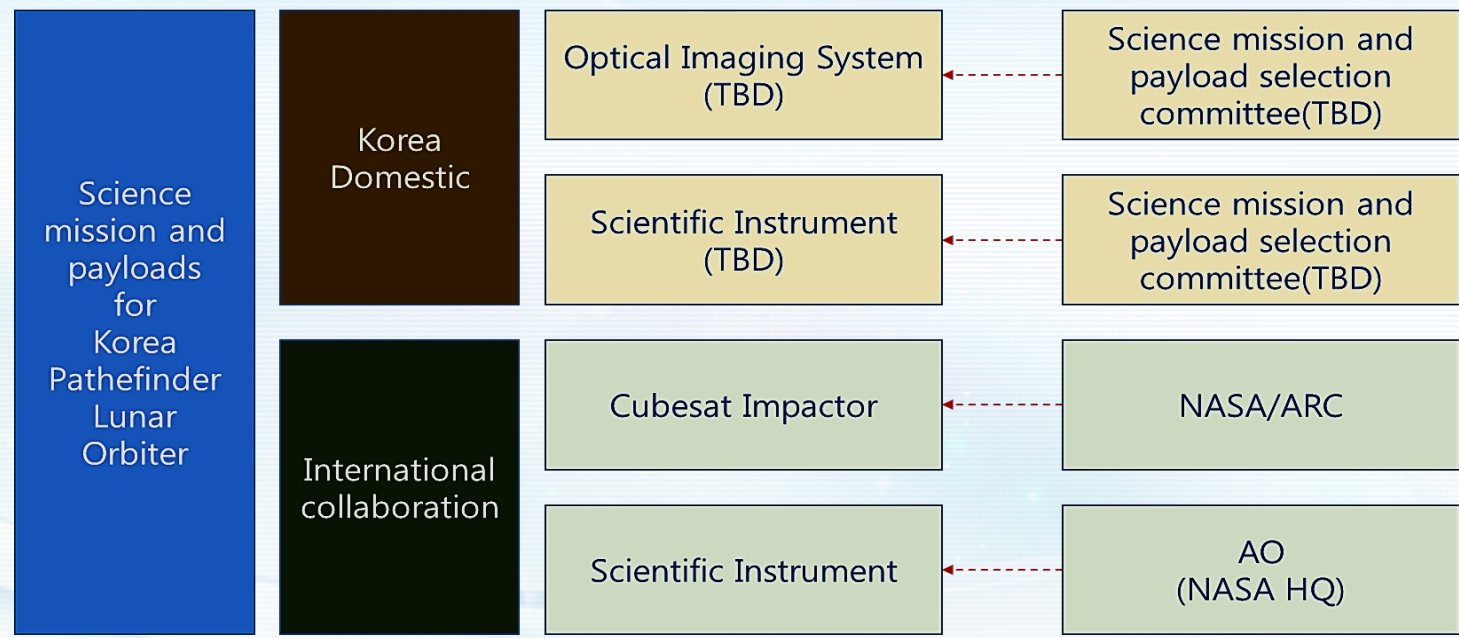 Science
mission and
payloads
for
Korea
Pathefinder
Lunar
Orbiter
Korea
Domestic
Optical Imaging System
(TBD)
Science mission and
payload selection
committee(TBD)
Scientific Instrument
(TBD)
Science mission and
payload selection
committee(TBD)
International
collaboration
Cubesat Impactor
NASA/ARC
Scientific Instrument
AO
(NASA HQ)